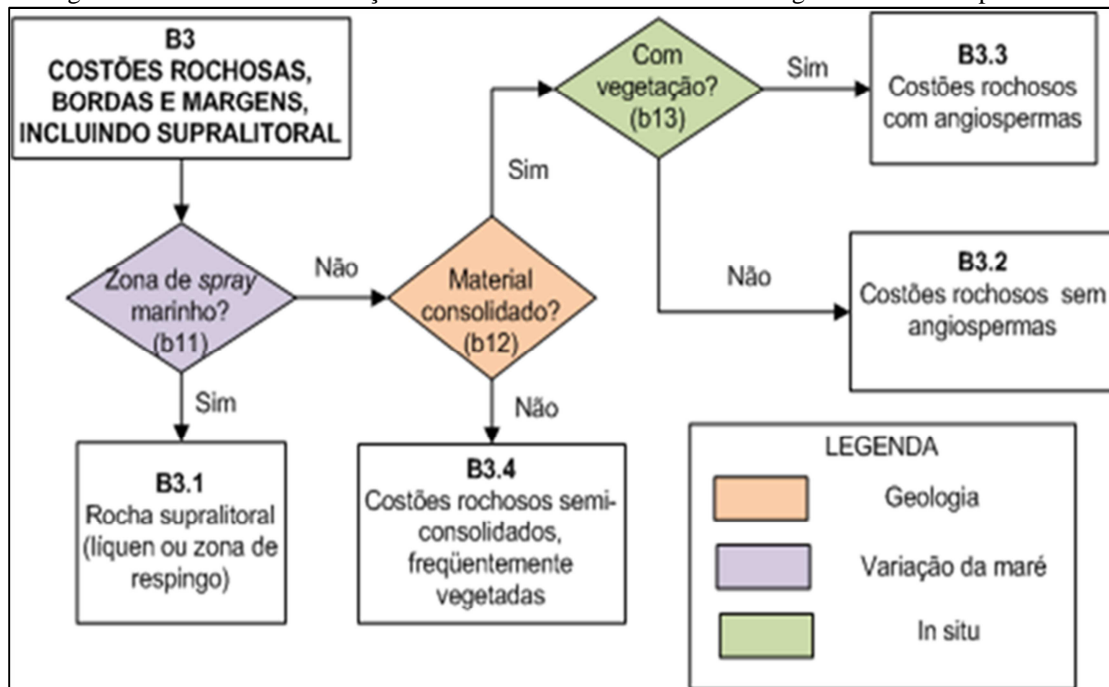 B3
COSTÕES ROCHOSAS,
BORDAS E MARGENS,
INCLUINDO SUPRALITORAL
Zona de spray
marinho?
(b11)
Não
Sim
Material
consolidado?
(b12)
Sim
Não
Com
vegetação?
(b13)
Sim
Não
B3.3
Costões rochosos
com angiospermas
B3.2
Costões rochosos sem
angiospermas
B3.1
Rocha supralitoral
(líquen ou zona de
respingo)
B3.4
Costões rochosos semi-
consolidados,
freqüentemente
vegetadas
LEGENDA
Geologia
Variação da maré
In situ